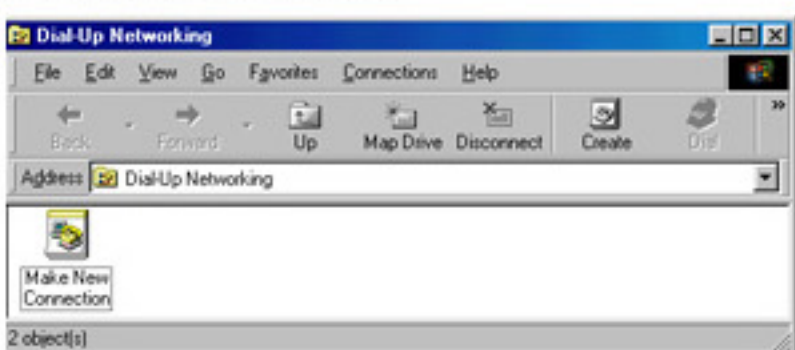 Dial-Up Networking
File Edit View Go Favorites Connections Help
Back Forward Up Map Drive Disconnect Create Dial »
Address Dial-Up Networking
Make New
Connection
2 object(s)